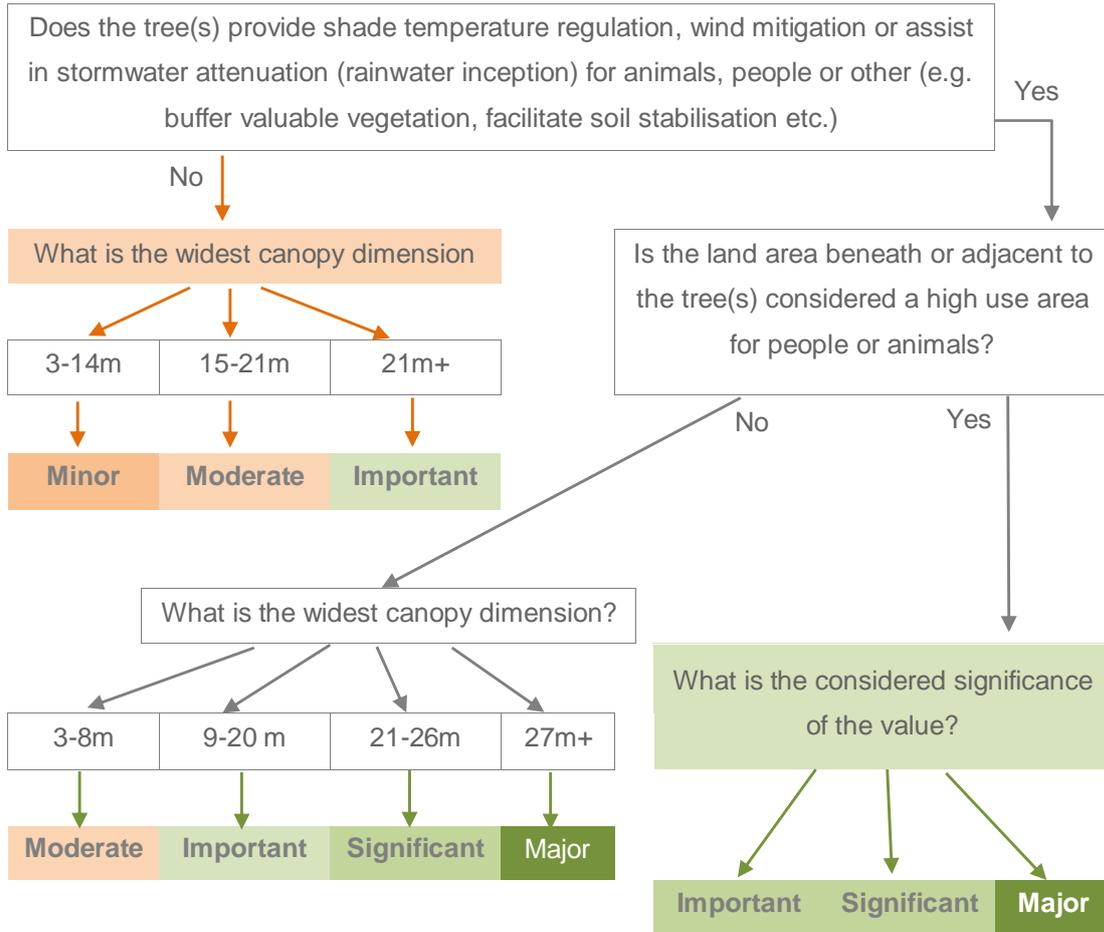 Does the tree(s) provide shade temperature regulation, wind mitigation or assist
in stormwater attenuation (rainwater inception) for animals, people or other (e.g.
buffer valuable vegetation, facilitate soil stabilisation etc.)
Yes
No
What is the widest canopy dimension
Is the land area beneath or adjacent to
the tree(s) considered a high use area
for people or animals?
3-14m 15-21m 21m+
No Yes
Minor Moderate Important
What is the widest canopy dimension?
What is the considered significance
of the value?
3-8m 9-20 m 21-26m 27m+
Moderate Important Significant Major
Important Significant Major